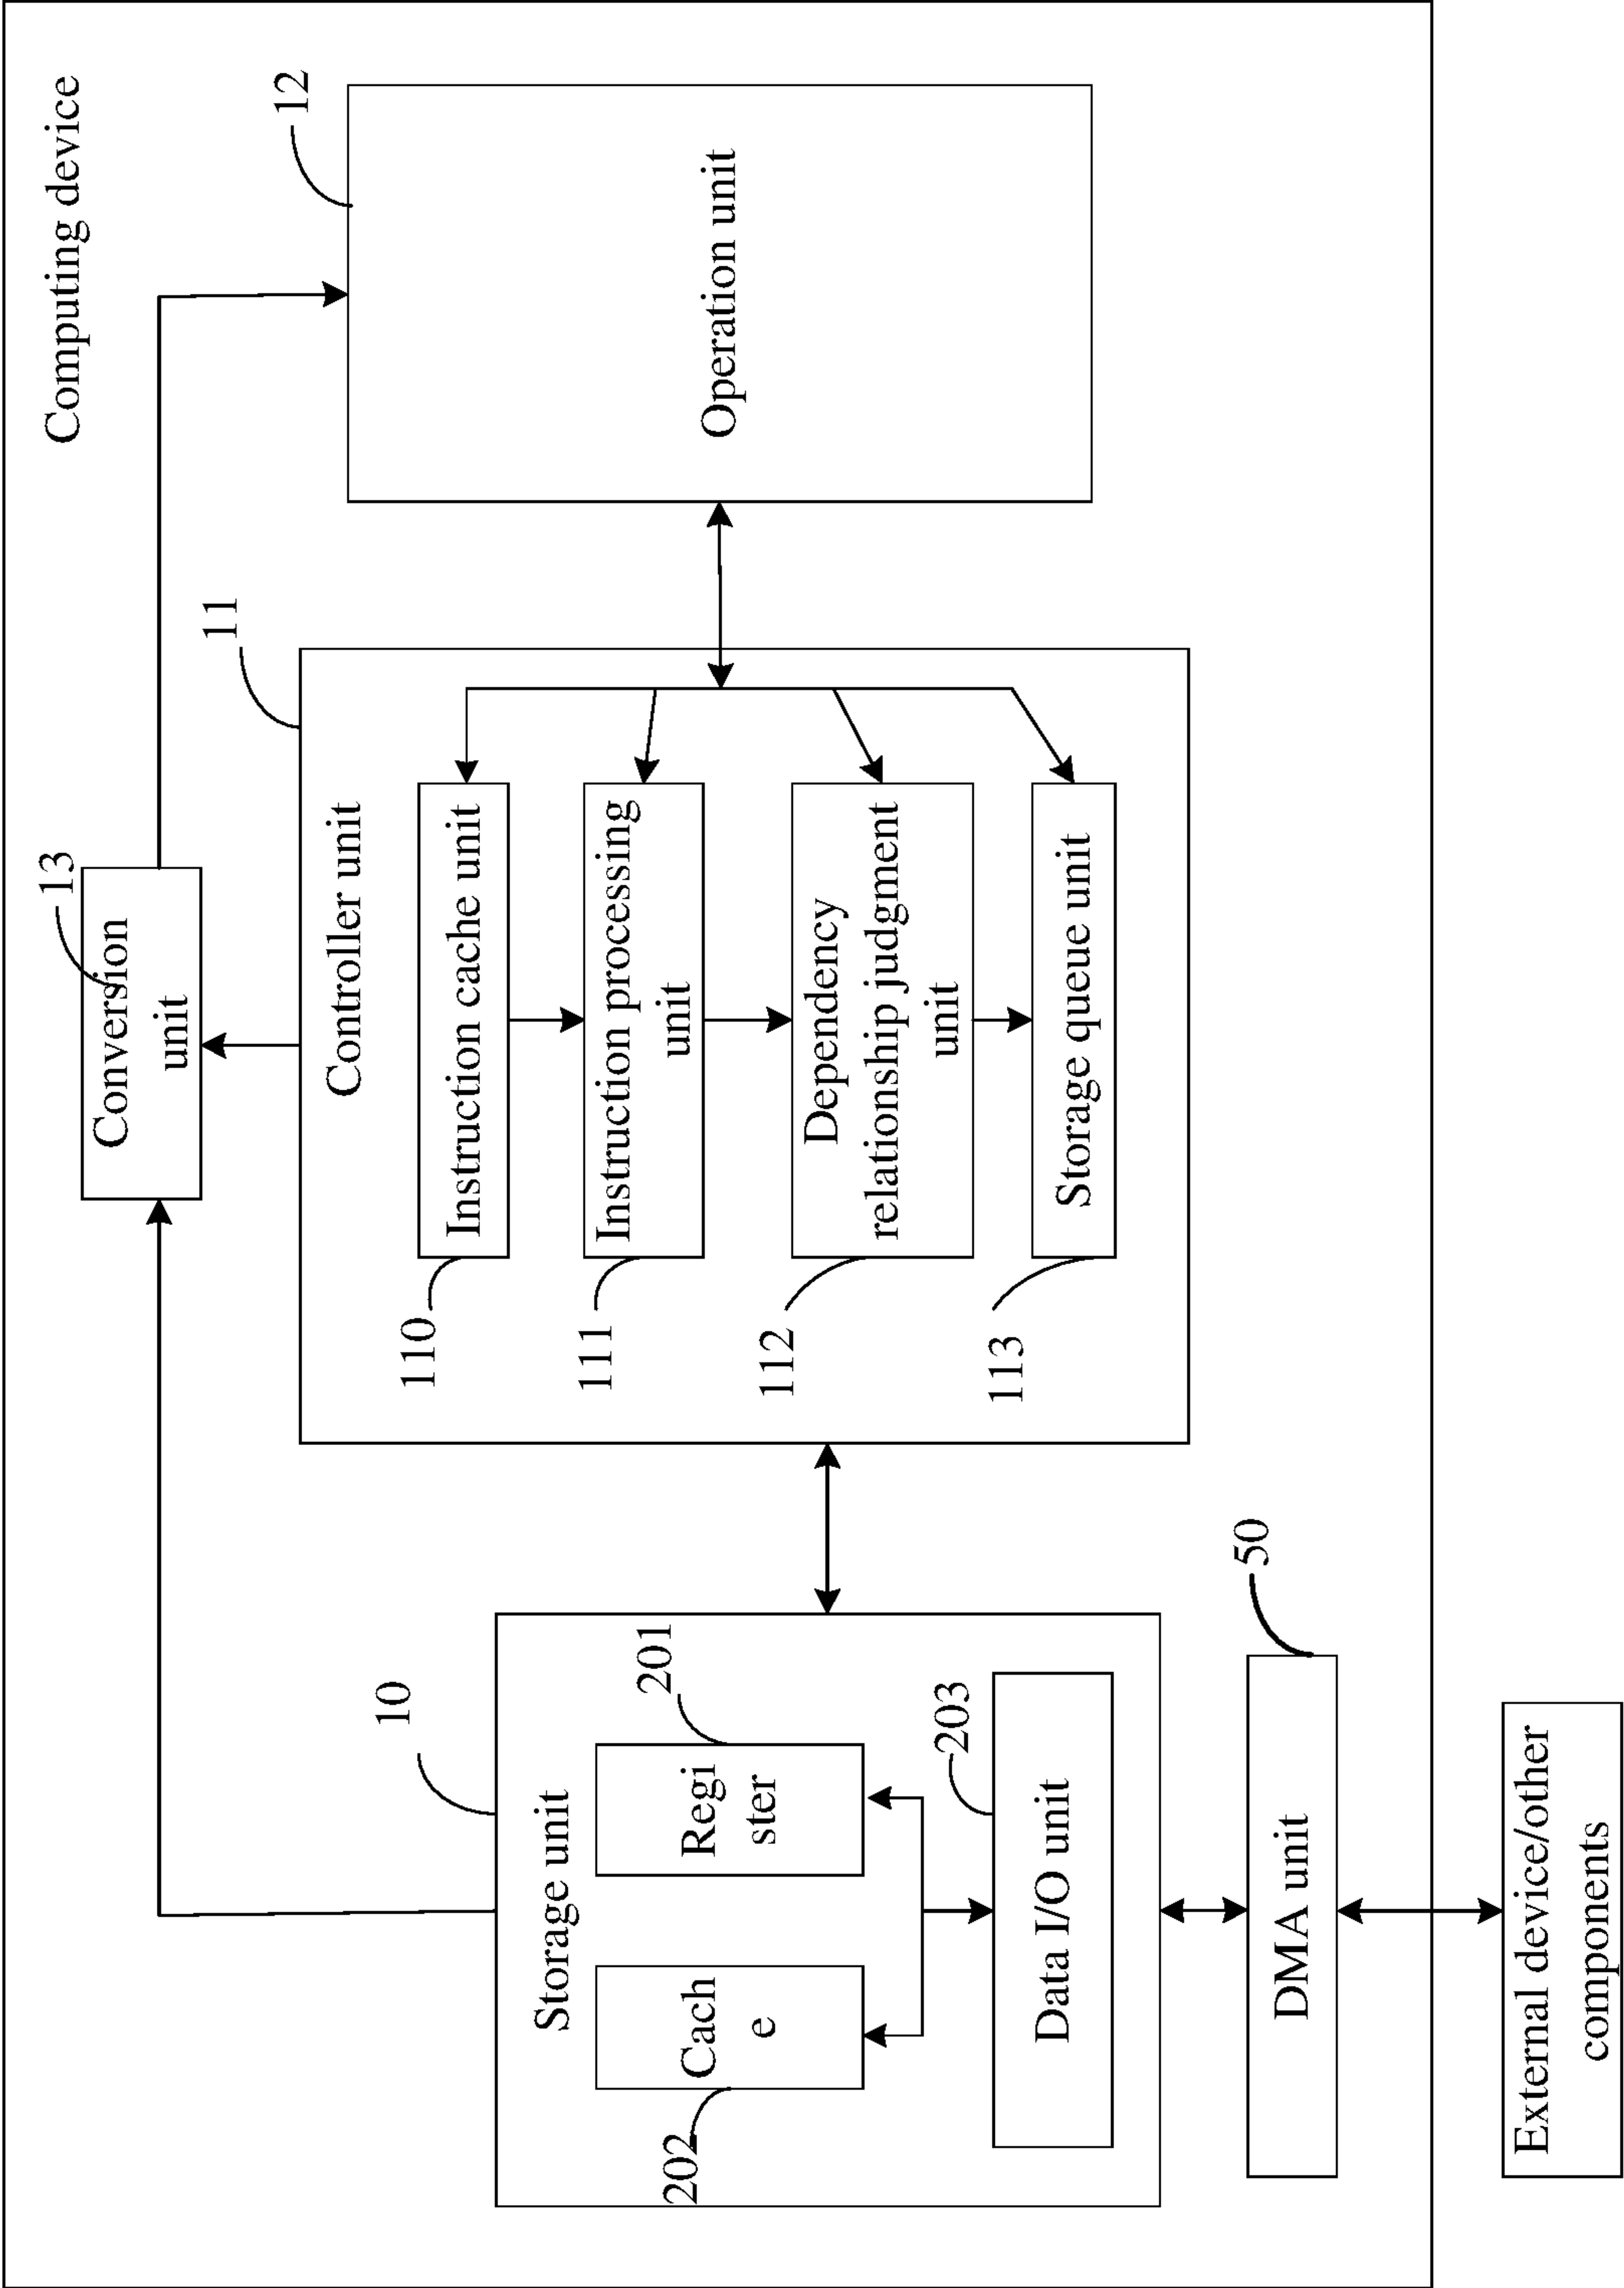 Computing device
13
Conversion
unit
11
12
Controller unit
Operation unit
110
Instruction cache unit
111
Instruction processing
unit
112
Dependency
relationship judgment
unit
113
Storage queue unit
10
Storage unit
202
Cach
e
201
Regi
ster
203
Data I/O unit
50
DMA unit
External device/other
components